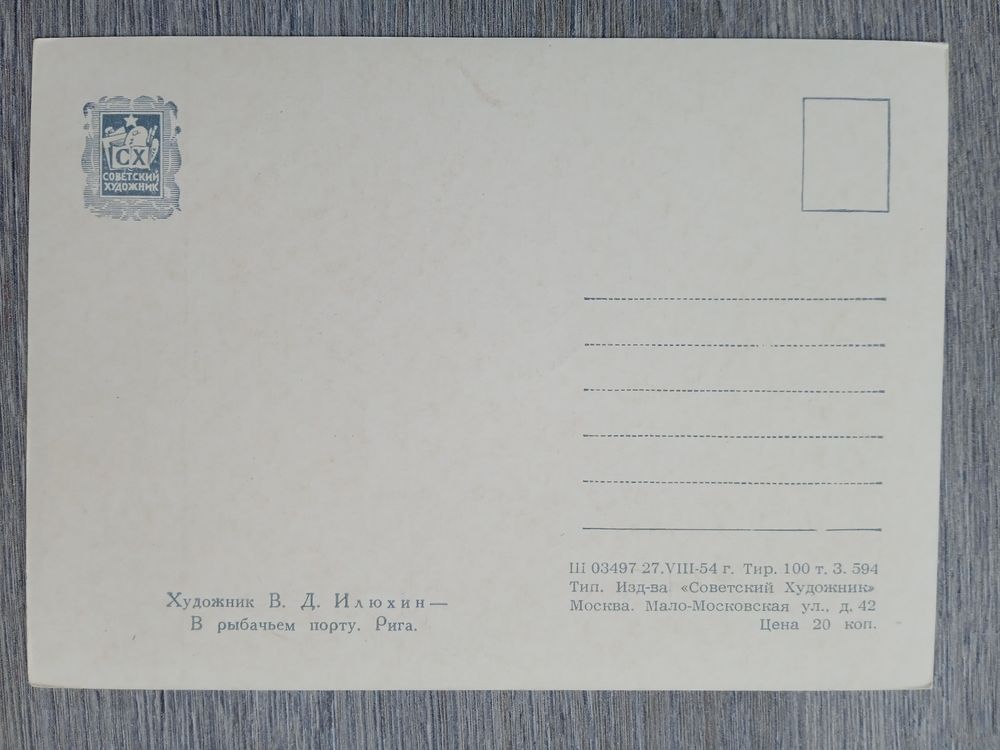 СХ
СОВЕТСКИЙ
ХУДОЖНИК
Художник В. Д. Илюхин —
В рыбачьем порту. Рига.
Ш 03497 27.VIII-54 г. Тир. 100 т. З. 594
Тип. Изд-ва «Советский Художник»
Москва. Мало-Московская ул., д. 42
Цена 20 коп.